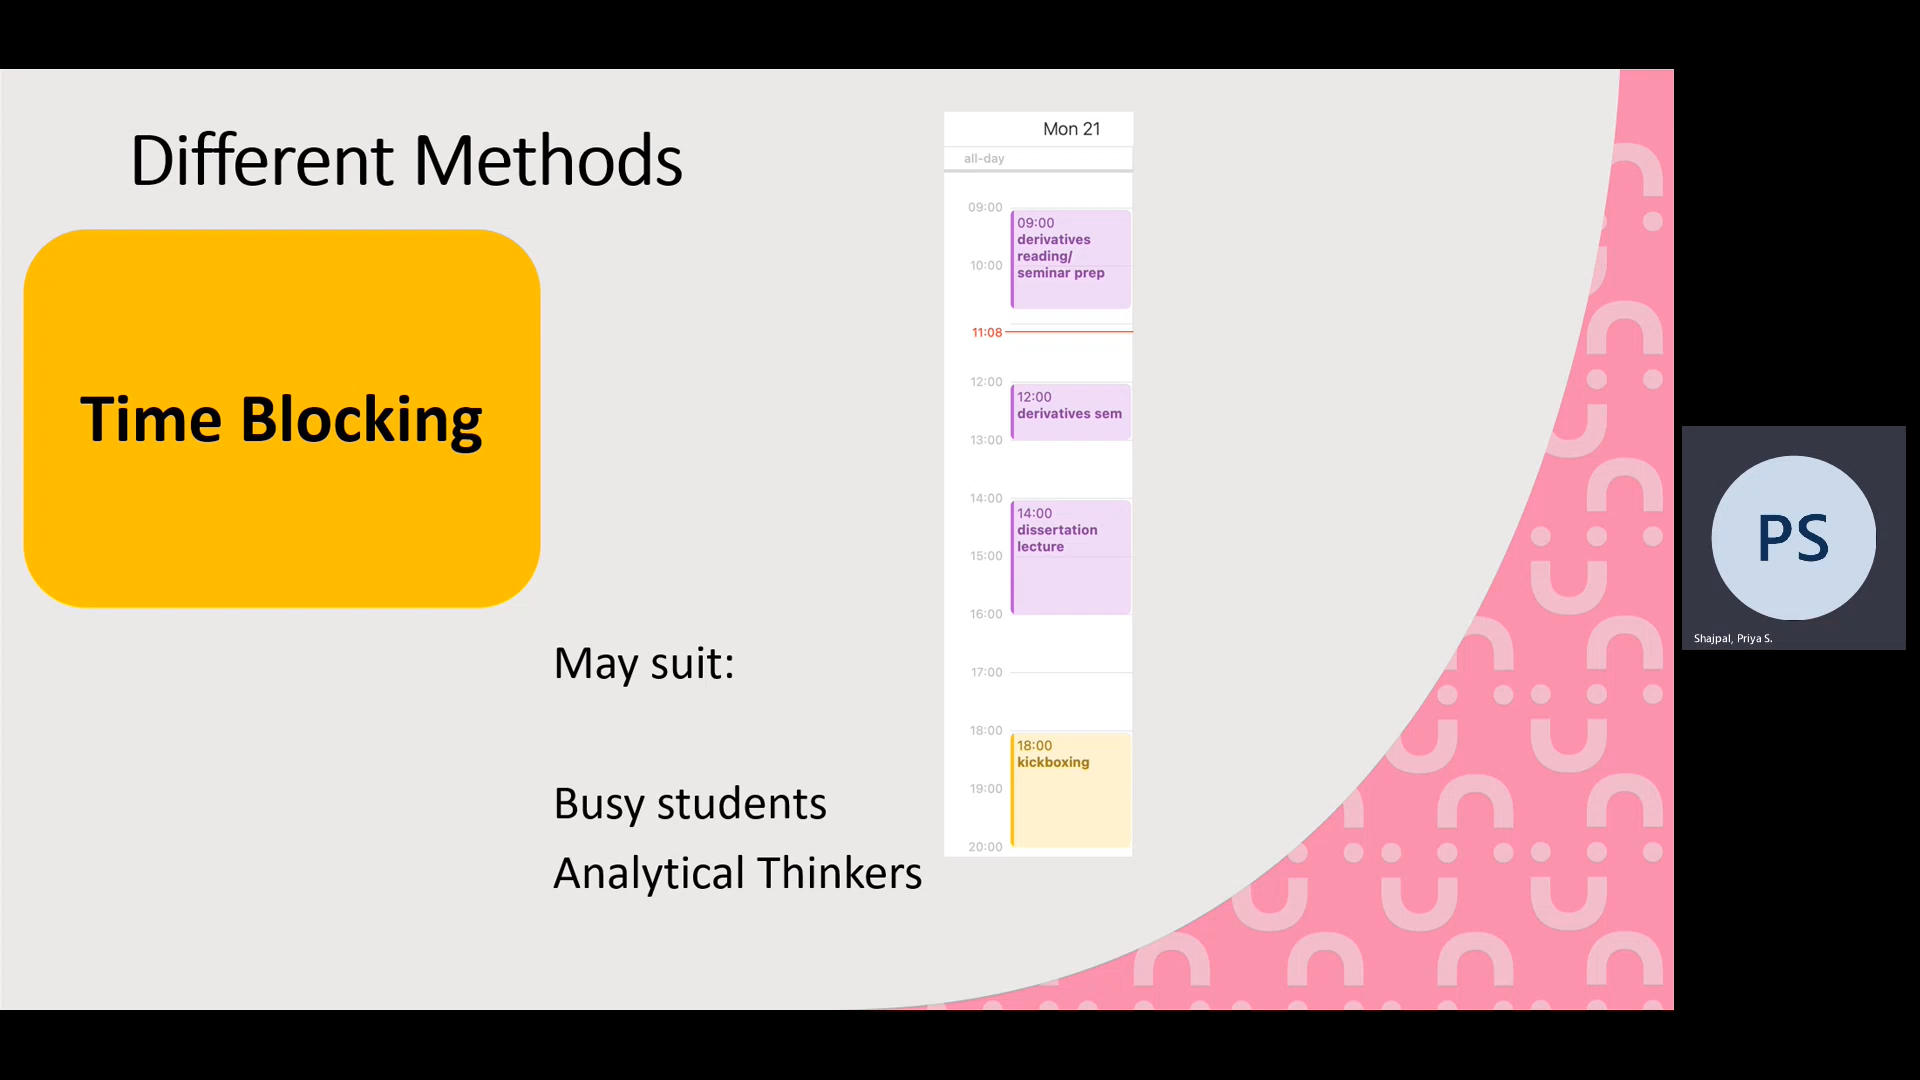 Different Methods
Time Blocking
May suit:
Busy students
Analytical Thinkers
Mon 21
all-day
09:00
09:00
derivatives
reading/
seminar prep
10:00
11:08
12:00
12:00
derivatives sem
13:00
14:00
14:00
dissertation
lecture
15:00
16:00
17:00
18:00
18:00
kickboxing
19:00
20:00
PS
Shajpal, Priya S.